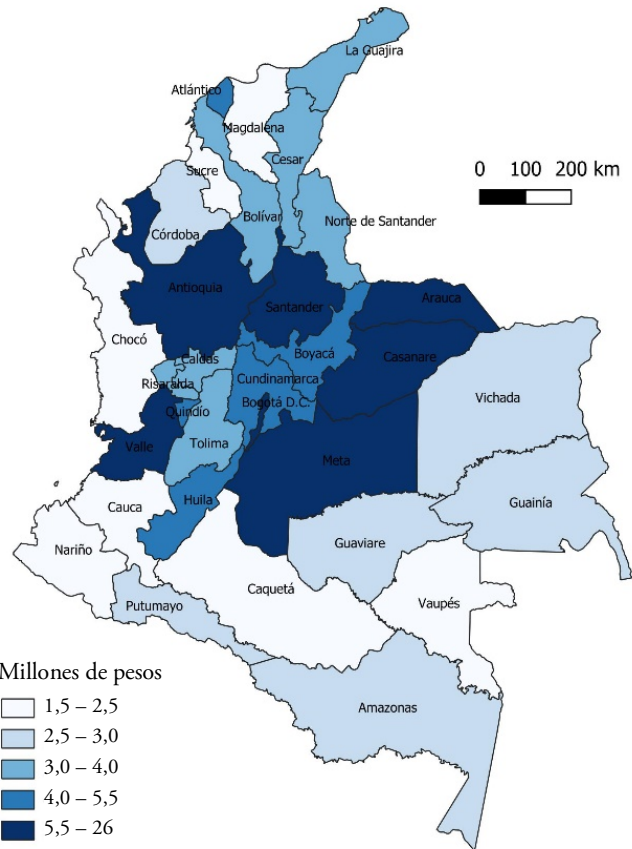 La Guajira
Atlántico
Magdalena
Cesar
0 100 200 km
Sucre
Bolívar
Norte de Santander
Córdoba
Antioquia
Arauca
Santander
Chocó
Boyacá
Casanare
Caldas
Cundinamarca
Risaralda
Vichada
Bogotá D.C.
Quindío
Tolima
Valle
Meta
Huila
Guainía
Cauca
Guaviare
Nariño
Caquetá
Vaupés
Putumayo
Amazonas
Millones de pesos
1,5 – 2,5
2,5 – 3,0
3,0 – 4,0
4,0 – 5,5
5,5 – 26